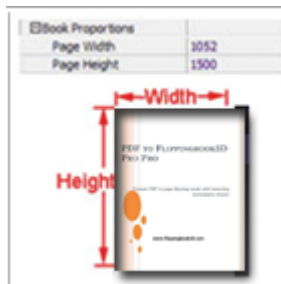 Book Proportions
Page Width 1052
Page Height 1500
Width
Height
PDF to FlippingBook3D
Pro Pro